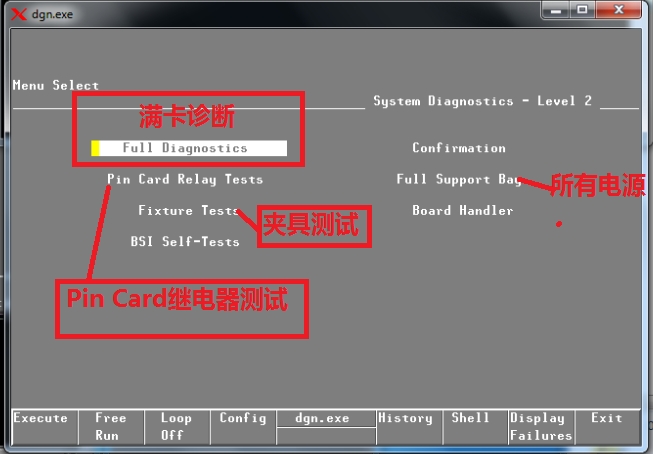 dgn.exe
Menu Select
System Diagnostics - Level 2
满卡诊断
Full Diagnostics
Confirmation
Pin Card Relay Tests
Full Support Bay
所有电源
Fixture Tests
夹具测试
Board Handler
BSI Self-Tests
Pin Card继电器测试
Execute
Free Run
Loop Off
Config
dgn.exe
History
Shell
Display Failures
Exit